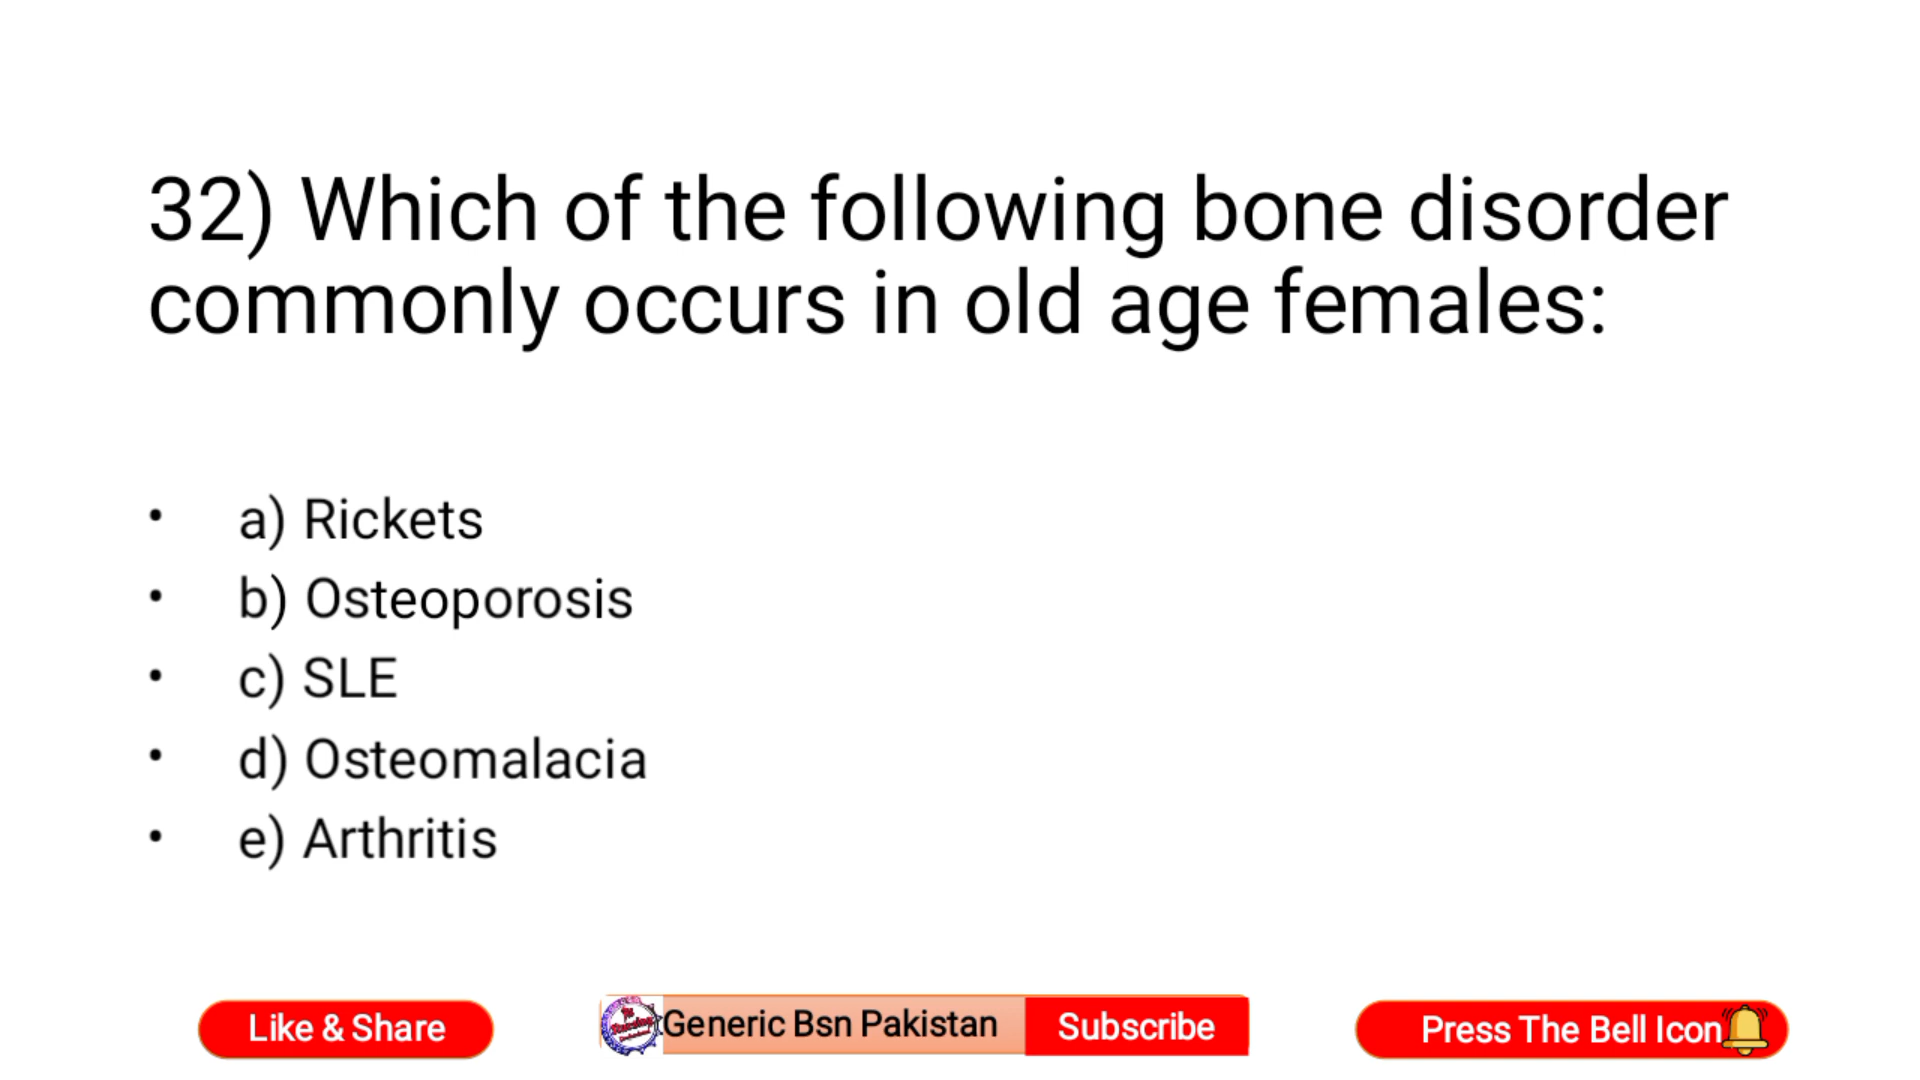 32) Which of the following bone disorder
commonly occurs in old age females:
• a) Rickets
• b) Osteoporosis
• c) SLE
• d) Osteomalacia
• e) Arthritis
Like & Share
Generic Bsn Pakistan
Subscribe
Press The Bell Icon